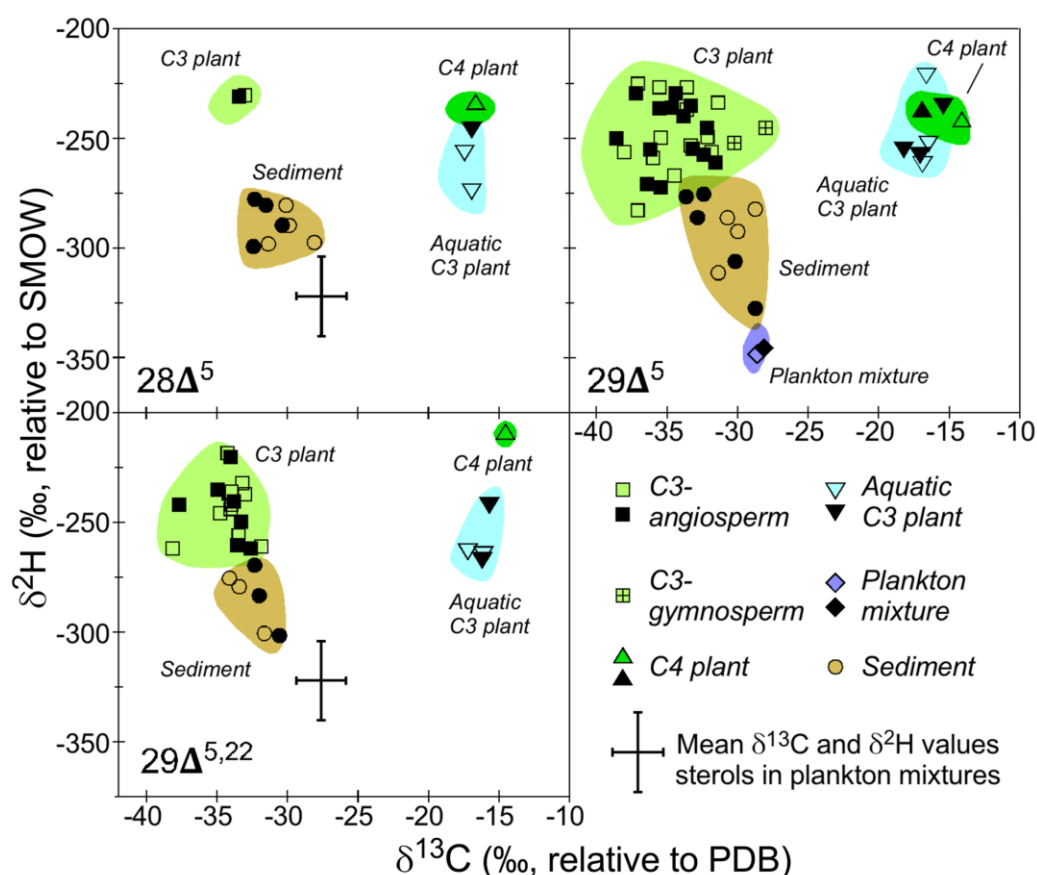 δ²H (‰, relative to SMOW)
-200
-250
-300
-350
-200
-250
-300
-350
C3 plant
C4 plant
Sediment
Aquatic
C3 plant
28Δ⁵
-200
C3 plant
C4 plant
Aquatic
C3 plant
Sediment
Plankton mixture
29Δ⁵
-40 -35 -30 -25 -20 -15 -10
C3 plant
C4 plant
Sediment
Aquatic
C3 plant
29Δ⁵,²²
-40 -35 -30 -25 -20 -15 -10
δ¹³C (‰, relative to PDB)
C3-
angiosperm
C3-
gymnosperm
C4 plant
Aquatic
C3 plant
Plankton
mixture
Sediment
Mean δ¹³C and δ²H values
sterols in plankton mixtures